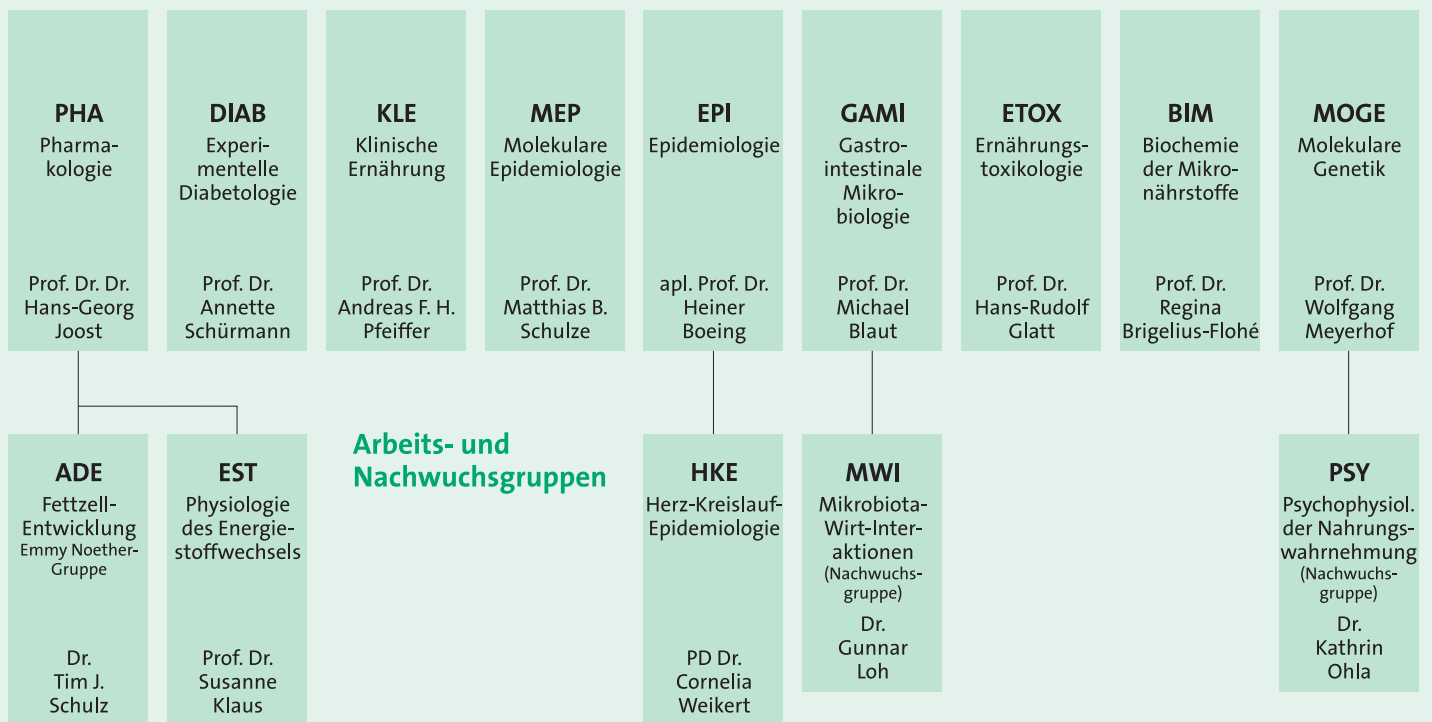 PHA
Pharma-
kologie
Prof. Dr. Dr.
Hans-Georg
Joost
DIAB
Experi-
mentelle
Diabetologie
Prof. Dr.
Annette
Schürmann
KLE
Klinische
Ernährung
Prof. Dr.
Andreas F. H.
Pfeiffer
MEP
Molekulare
Epidemiologie
Prof. Dr.
Matthias B.
Schulze
EPI
Epidemiologie
apl. Prof. Dr.
Heiner
Boeing
GAMI
Gastro-
intestinale
Mikro-
biologie
Prof. Dr.
Michael
Blaut
ETOX
Ernährungs-
toxikologie
Prof. Dr.
Hans-Rudolf
Glatt
BIM
Biochemie
der Mikro-
nährstoffe
Prof. Dr.
Regina
Brigelius-Flohé
MOGE
Molekulare
Genetik
Prof. Dr.
Wolfgang
Meyerhof
ADE
Fettzell-
Entwicklung
Emmy Noether-
Gruppe
Dr.
Tim J.
Schulz
EST
Physiologie
des Energie-
stoffwechsels
Prof. Dr.
Susanne
Klaus
Arbeits- und
Nachwuchsgruppen
HKE
Herz-Kreislauf-
Epidemiologie
PD Dr.
Cornelia
Weikert
MWI
Mikrobiota-
Wirt-Inter-
aktionen
(Nachwuchs-
gruppe)
Dr.
Gunnar
Loh
PSY
Psychophysiol.
der Nahrungs-
wahrnehmung
(Nachwuchs-
gruppe)
Dr.
Kathrin
Ohla